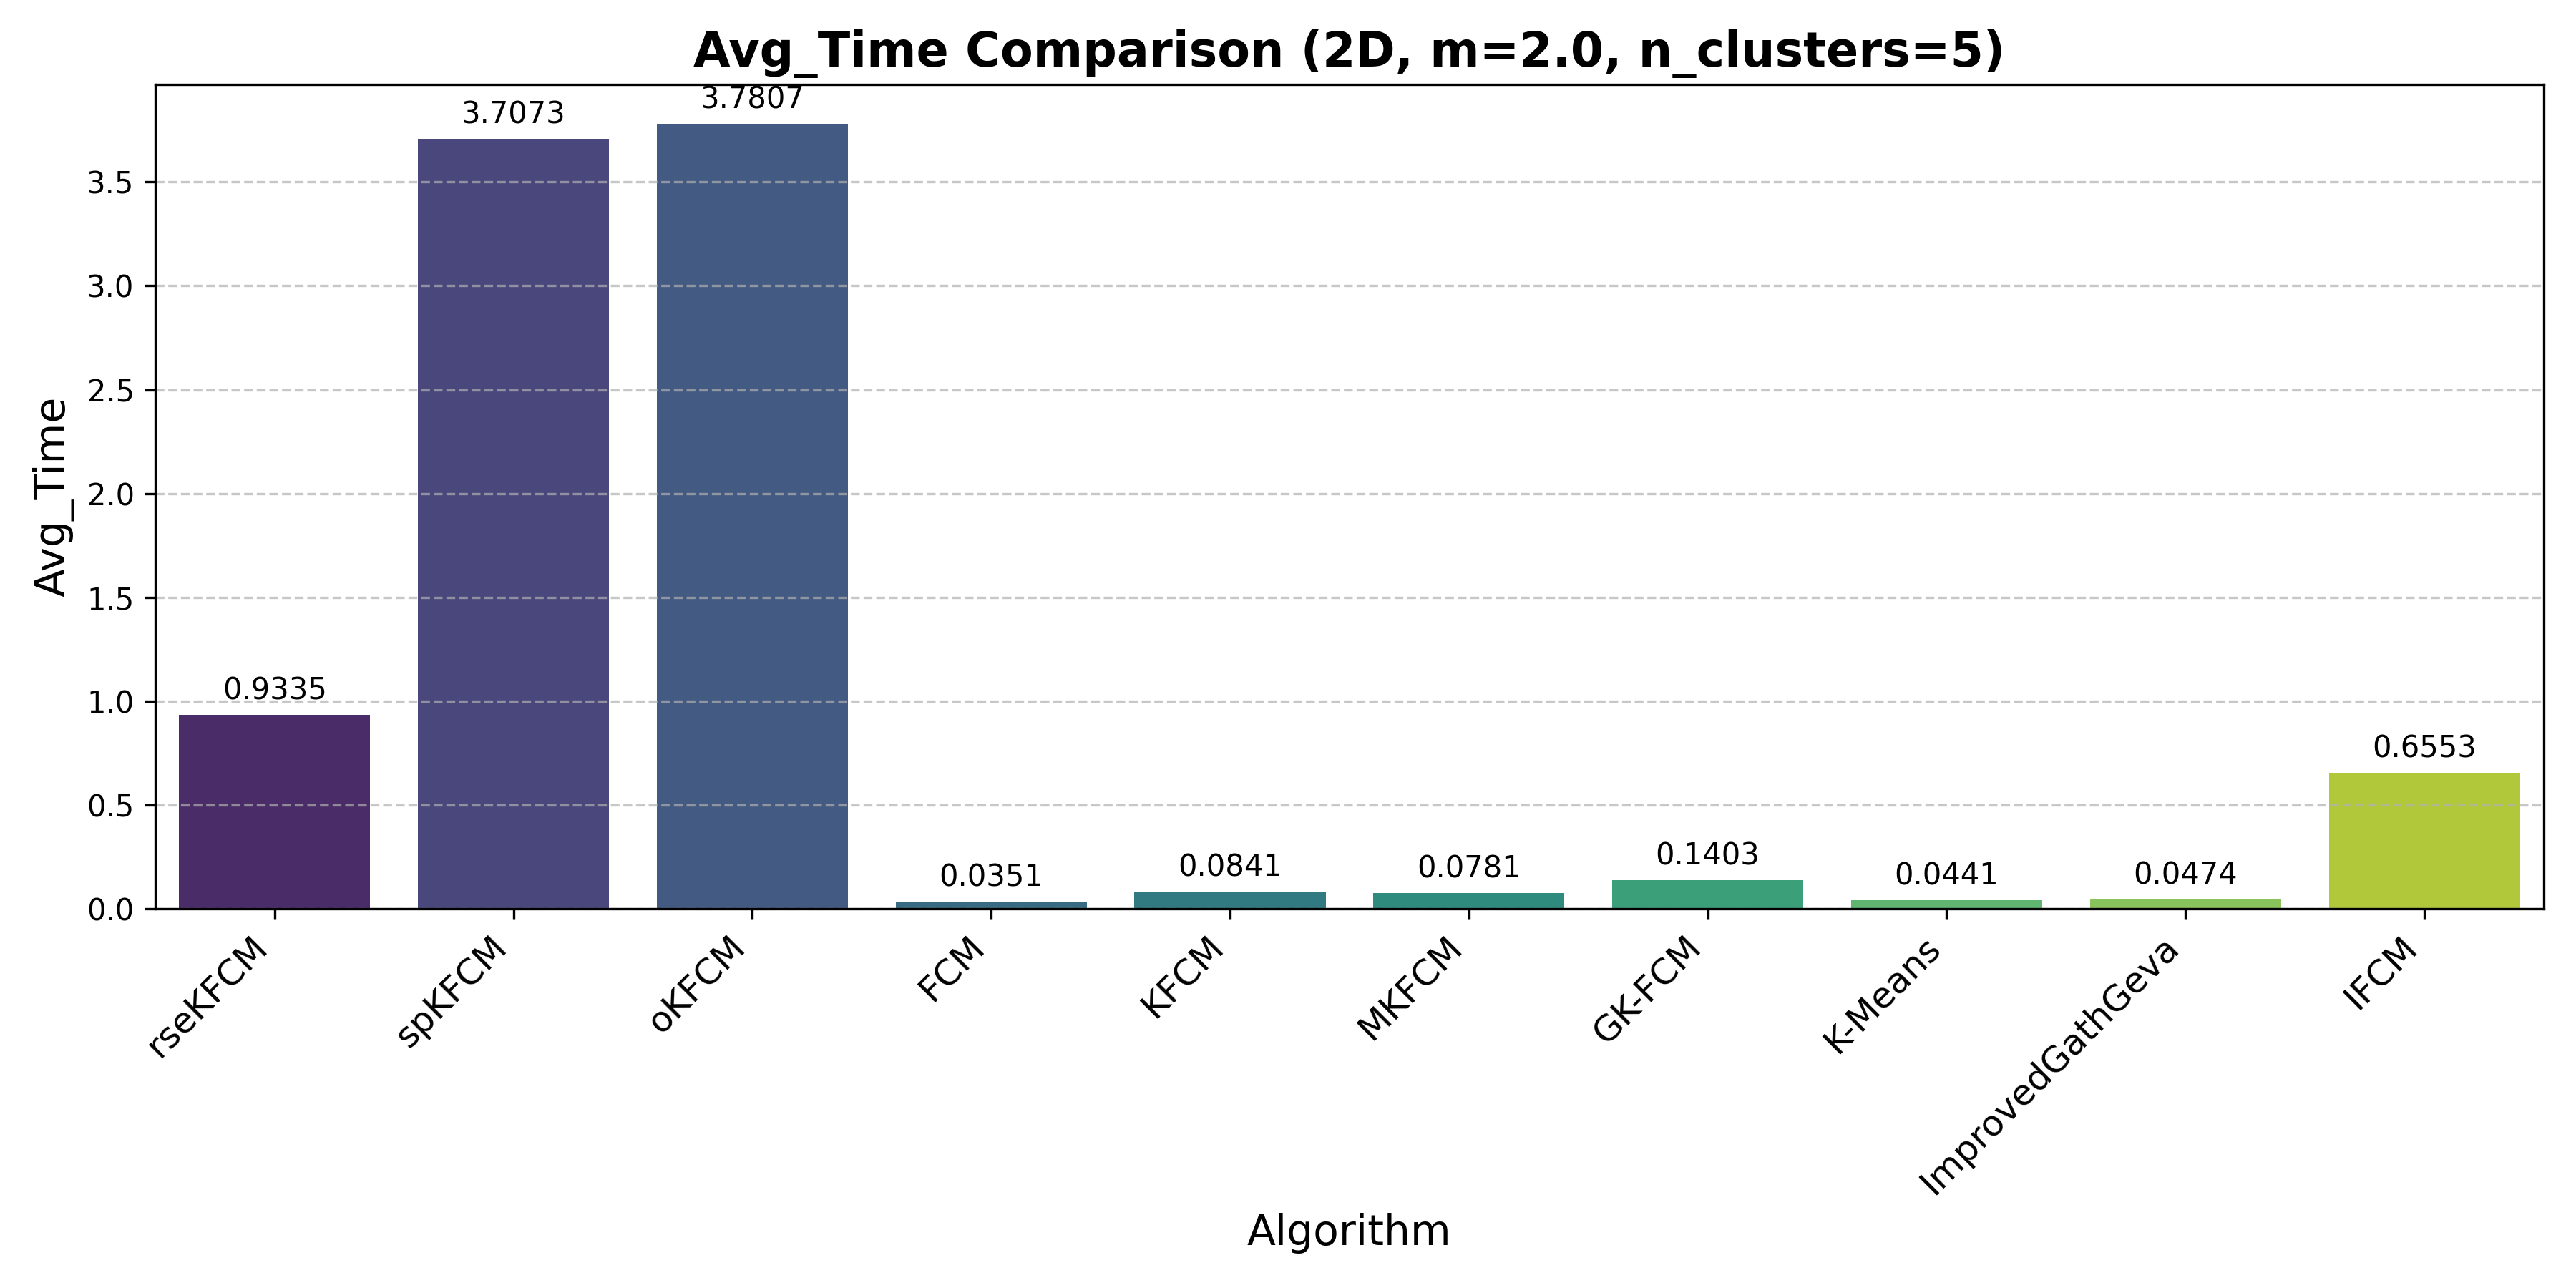 Avg_Time Comparison (2D, m=2.0, n_clusters=5)
Avg_Time
3.5
3.0
2.5
2.0
1.5
1.0
0.5
0.0
0.9335
3.7073
3.7807
0.0351
0.0841
0.0781
0.1403
0.0441
0.0474
0.6553
rseKFCM
spKFCM
oKFCM
FCM
KFCM
MKFCM
GK-FCM
K-Means
ImprovedGathGeva
IFCM
Algorithm